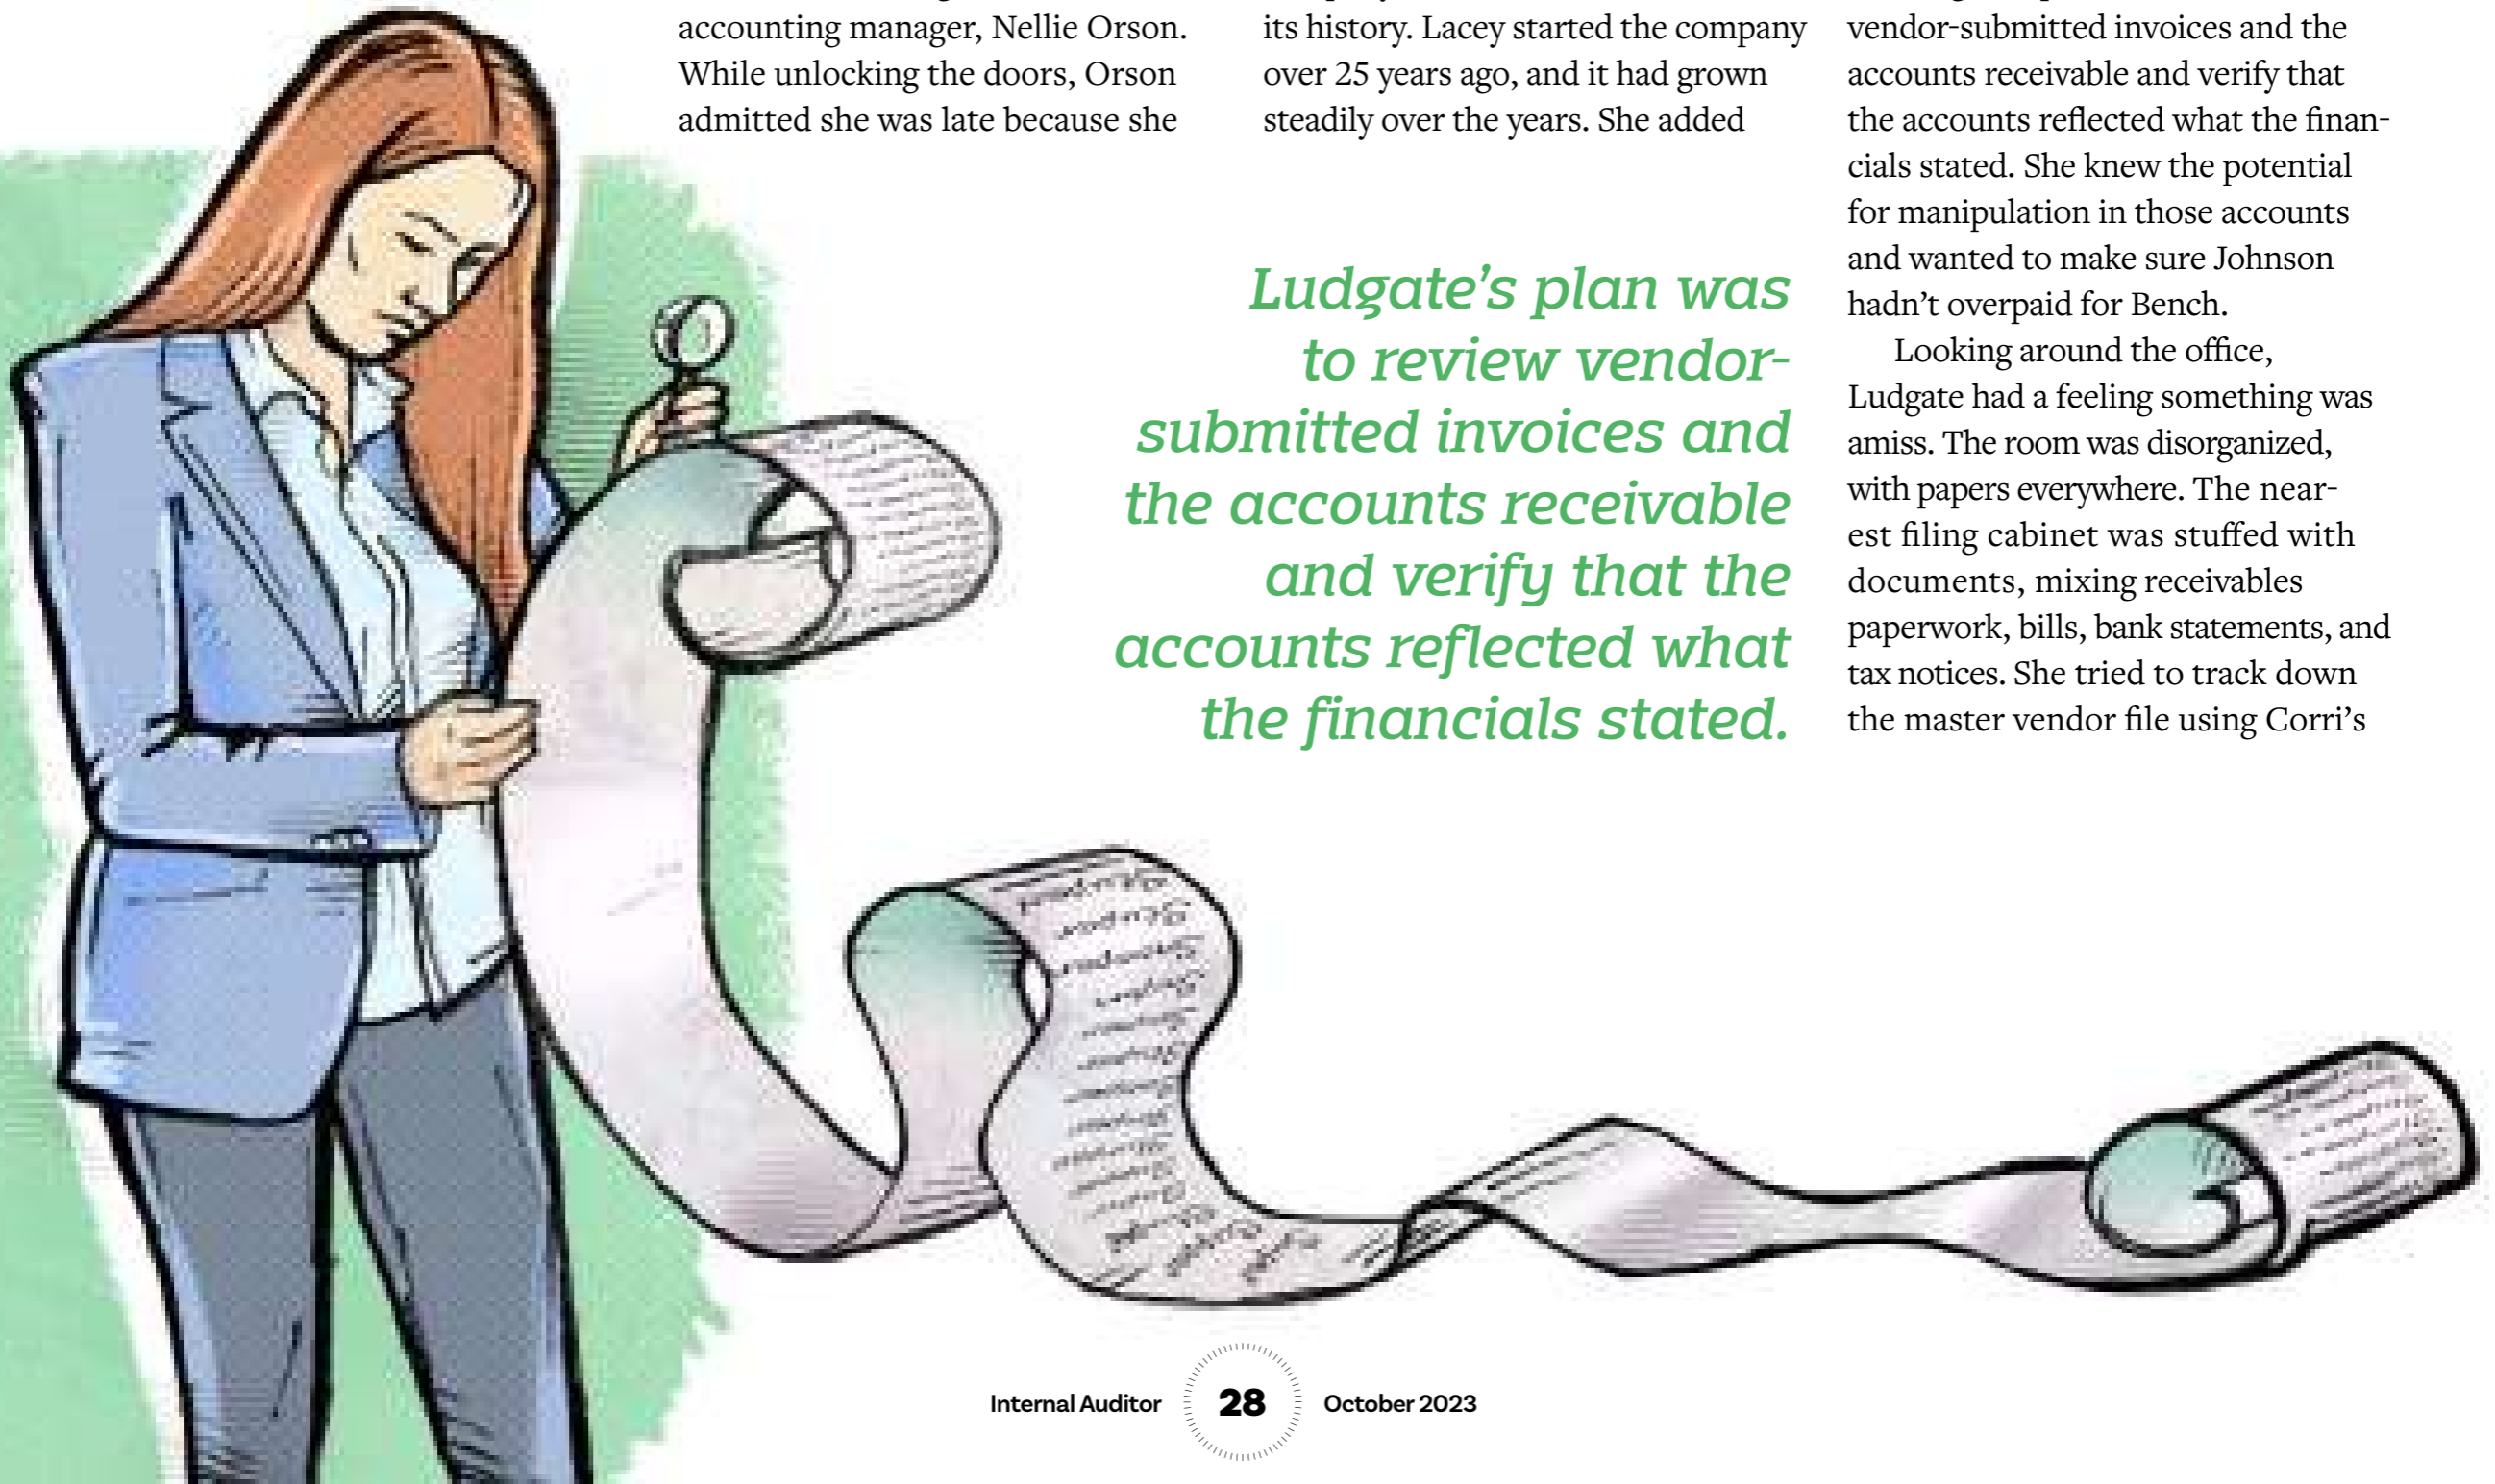 accounting manager, Nellie Orson.
While unlocking the doors, Orson
admitted she was late because she
its history. Lacey started the company
over 25 years ago, and it had grown
steadily over the years. She added
Ludgate’s plan was
to review vendor-
submitted invoices and
the accounts receivable
and verify that the
accounts reflected what
the financials stated.
vendor-submitted invoices and the
accounts receivable and verify that
the accounts reflected what the finan-
cials stated. She knew the potential
for manipulation in those accounts
and wanted to make sure Johnson
hadn’t overpaid for Bench.
Looking around the office,
Ludgate had a feeling something was
amiss. The room was disorganized,
with papers everywhere. The near-
est filing cabinet was stuffed with
documents, mixing receivables
paperwork, bills, bank statements, and
tax notices. She tried to track down
the master vendor file using Corri’s
Internal Auditor 28 October 2023